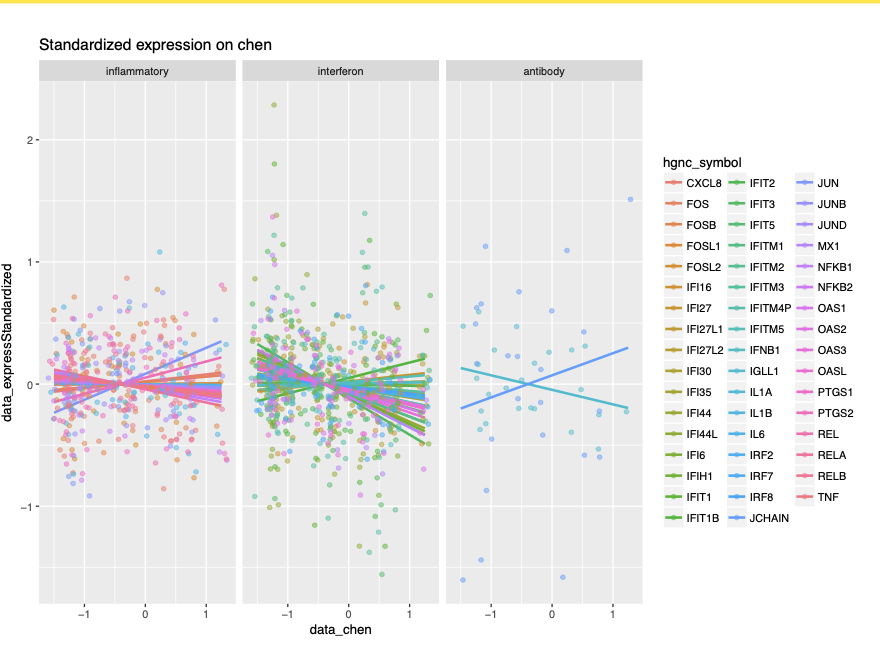 Standardized expression on chen
inflammatory
interferon
antibody
data_expressStandardized
2
1
0
−1
−1 0 1
−1 0 1
−1 0 1
data_chen
hgnc_symbol
CXCL8
FOS
FOSB
FOSL1
FOSL2
IFI16
IFI27
IFI27L1
IFI27L2
IFI30
IFI35
IFI44
IFI44L
IFI6
IFIH1
IFIT1
IFIT1B
IFIT2
IFIT3
IFIT5
IFITM1
IFITM2
IFITM3
IFITM4P
IFITM5
IFNB1
IGLL1
IL1A
IL1B
IL6
IRF2
IRF7
IRF8
JCHAIN
JUN
JUNB
JUND
MX1
NFKB1
NFKB2
OAS1
OAS2
OAS3
OASL
PTGS1
PTGS2
REL
RELA
RELB
TNF